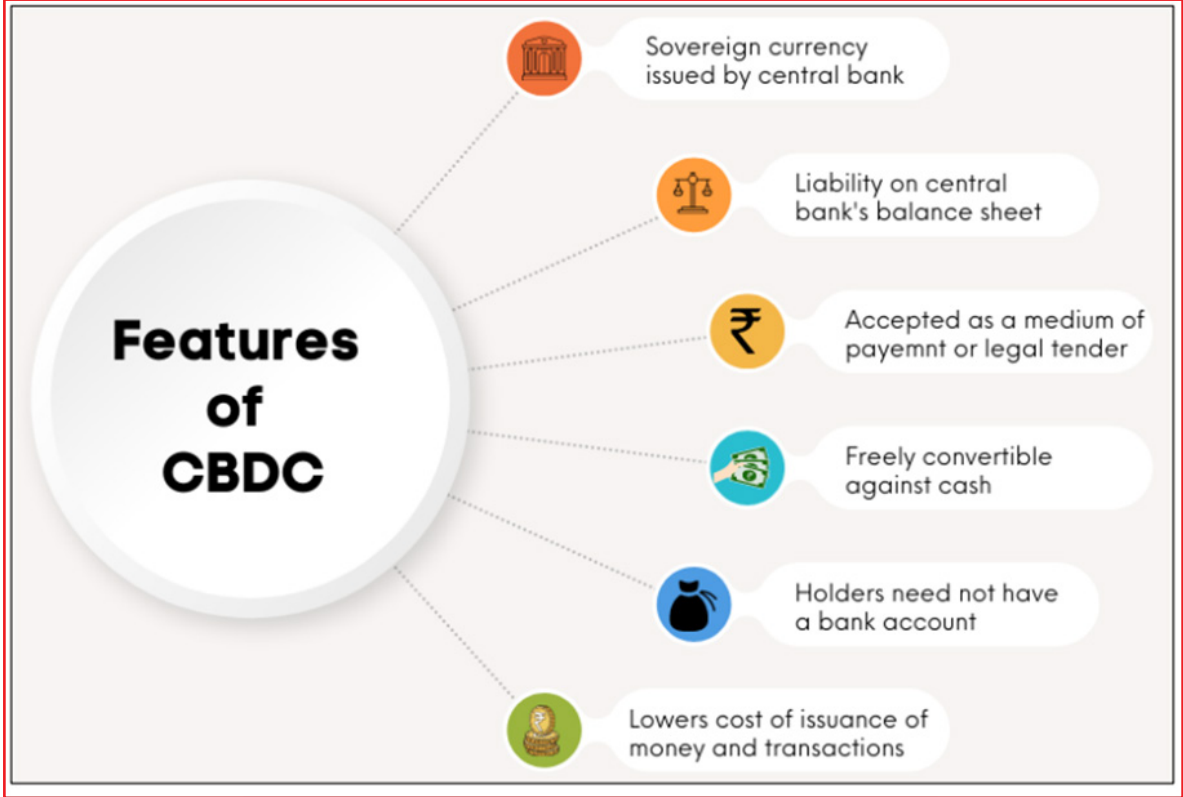 Features
of
CBDC
Sovereign currency
issued by central bank
Liability on central
bank's balance sheet
₹
Accepted as a medium of
payemnt or legal tender
Freely convertible
against cash
Holders need not have
a bank account
Lowers cost of issuance of
money and transactions